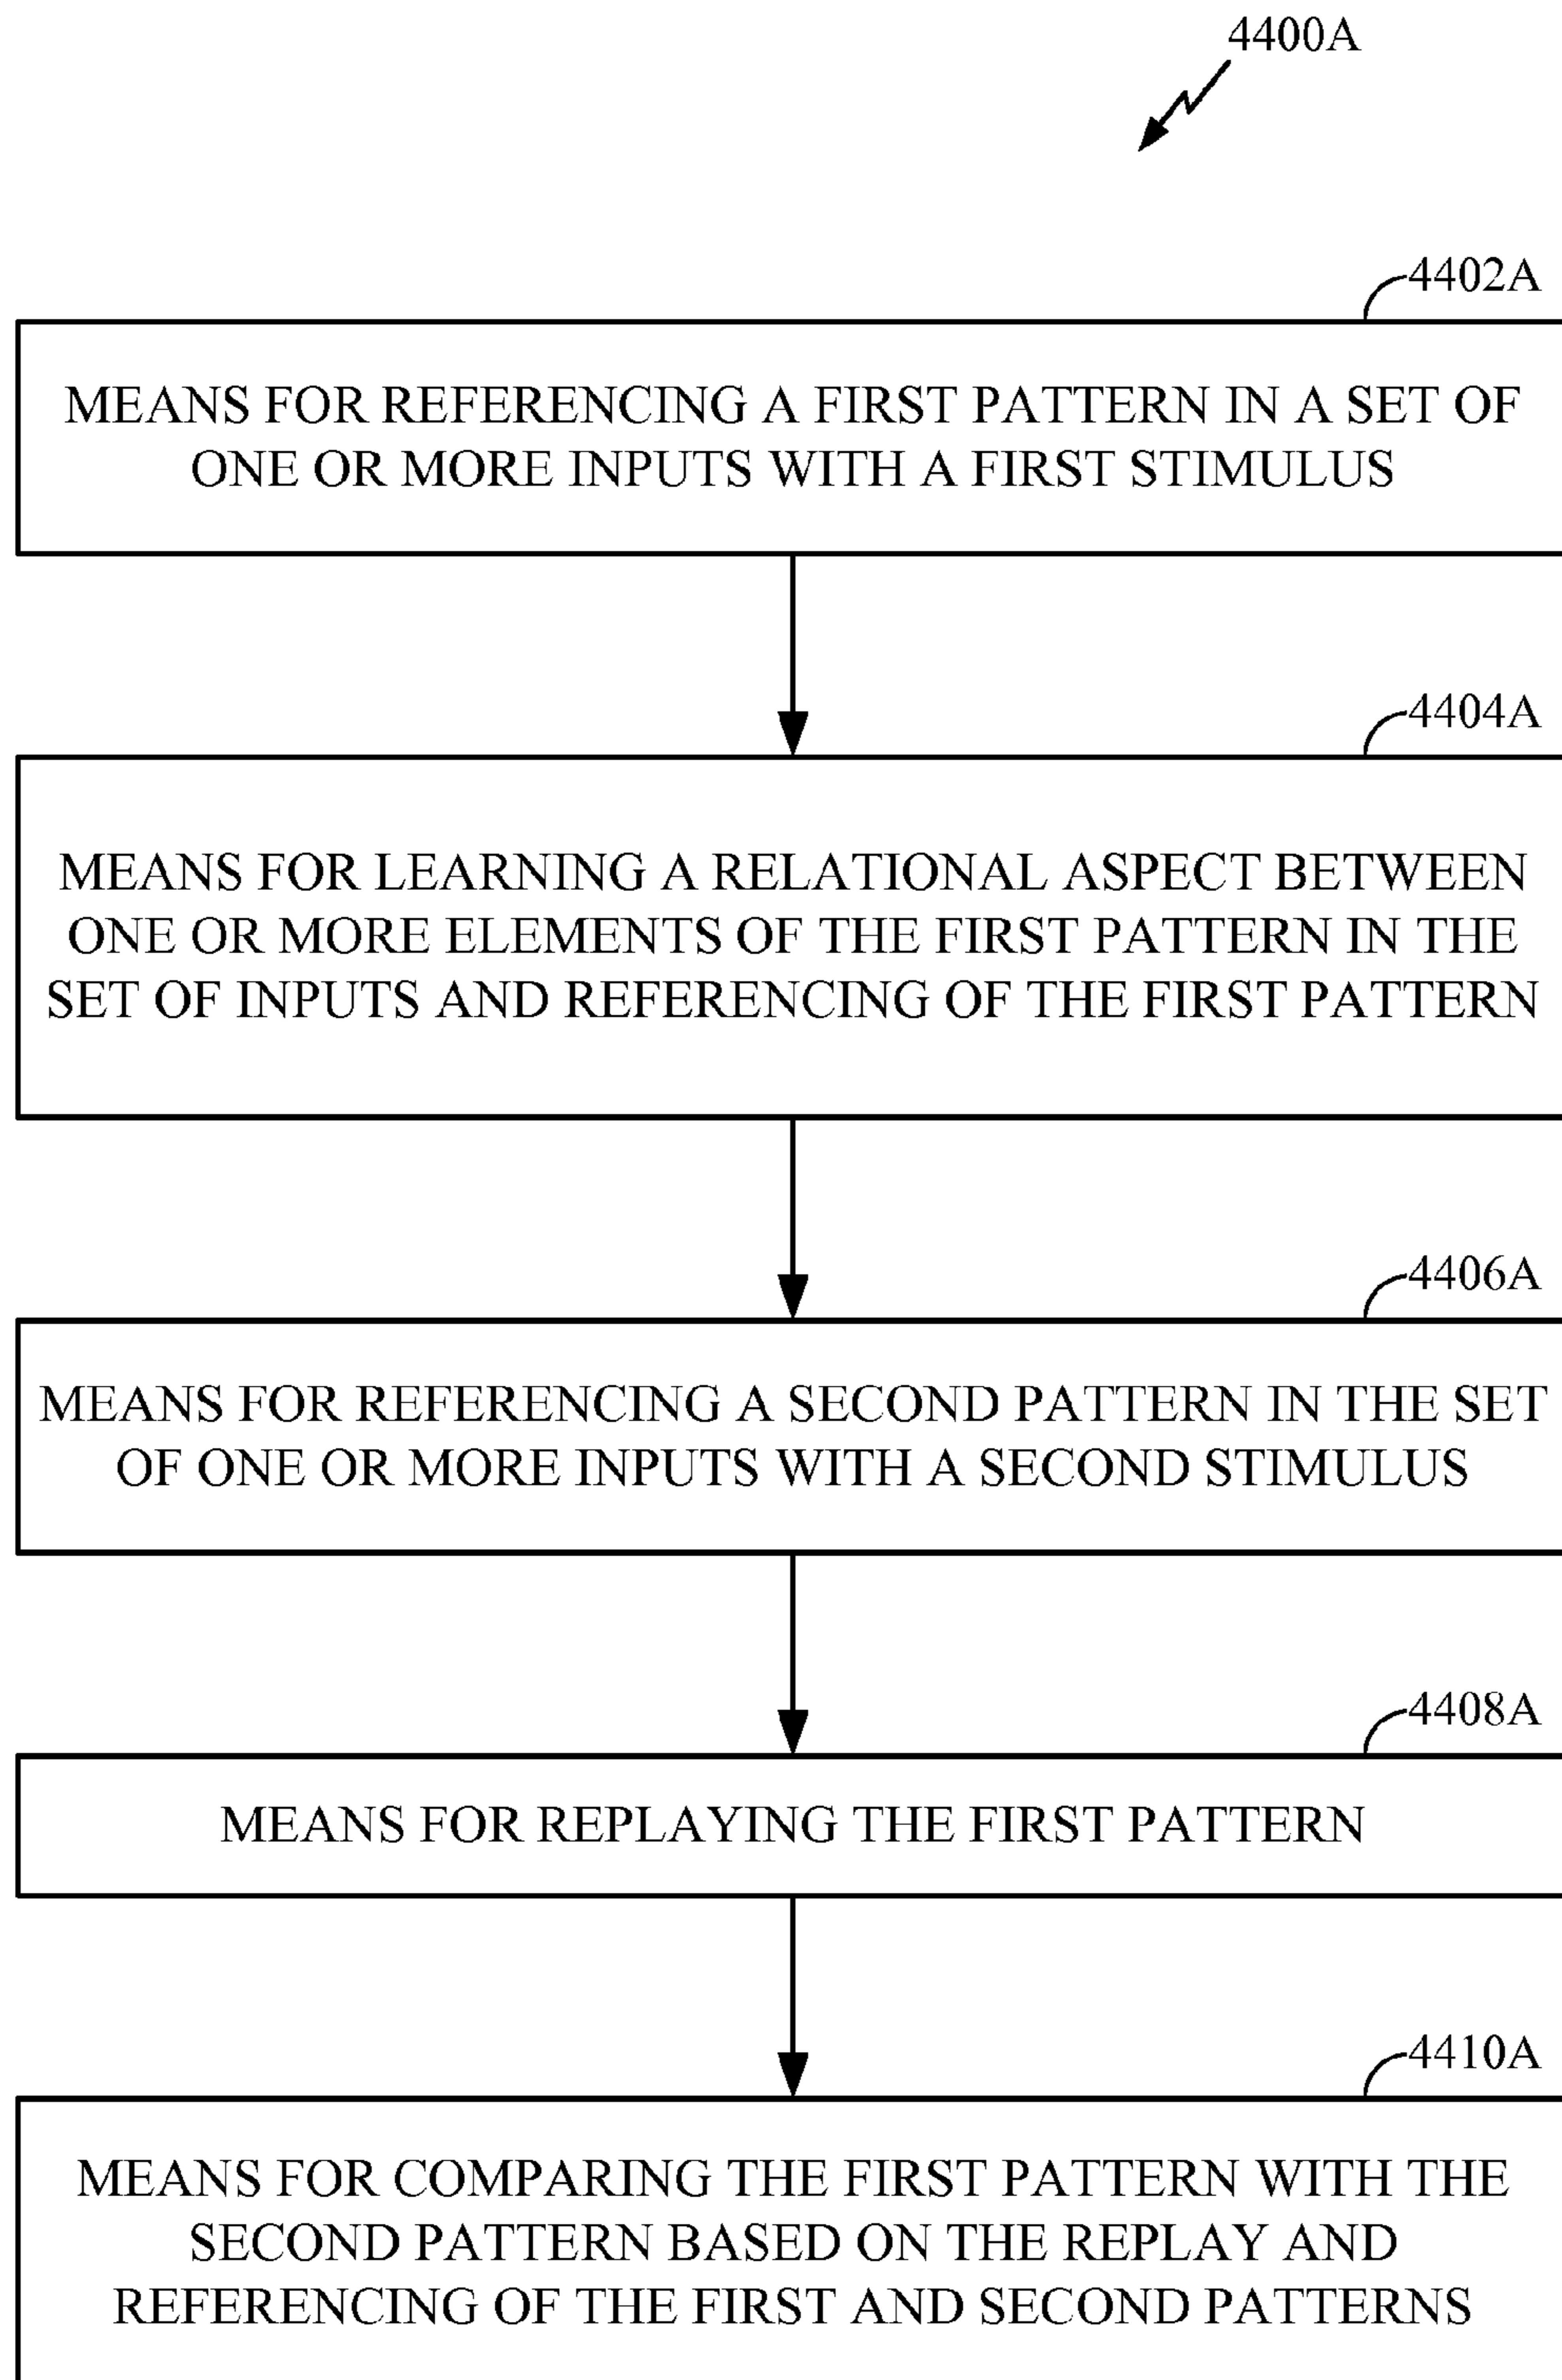 4400A
4402A
MEANS FOR REFERENCING A FIRST PATTERN IN A SET OF
ONE OR MORE INPUTS WITH A FIRST STIMULUS
4404A
MEANS FOR LEARNING A RELATIONAL ASPECT BETWEEN
ONE OR MORE ELEMENTS OF THE FIRST PATTERN IN THE
SET OF INPUTS AND REFERENCING OF THE FIRST PATTERN
4406A
MEANS FOR REFERENCING A SECOND PATTERN IN THE SET
OF ONE OR MORE INPUTS WITH A SECOND STIMULUS
4408A
MEANS FOR REPLAYING THE FIRST PATTERN
4410A
MEANS FOR COMPARING THE FIRST PATTERN WITH THE
SECOND PATTERN BASED ON THE REPLAY AND
REFERENCING OF THE FIRST AND SECOND PATTERNS